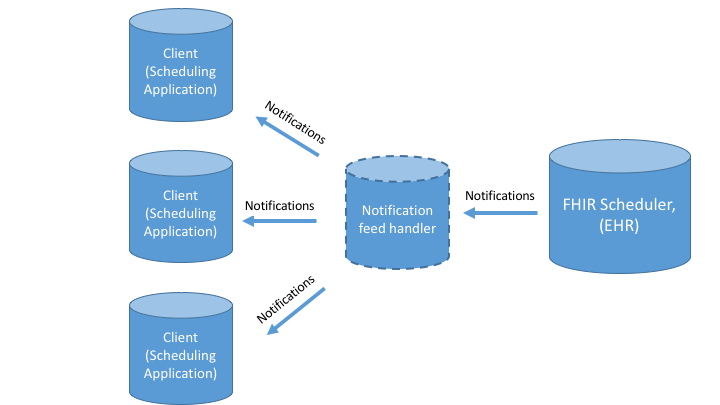 Client
(Scheduling
Application)
Notifications
Client
(Scheduling
Application)
Notifications
Notification
feed handler
Notifications
FHIR Scheduler,
(EHR)
Notifications
Client
(Scheduling
Application)